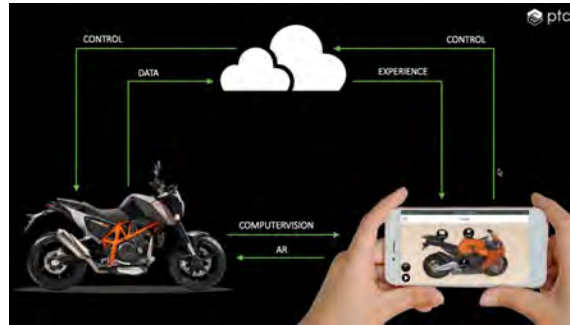 ptc
CONTROL
CONTROL
DATA
EXPERIENCE
COMPUTERVISION
AR